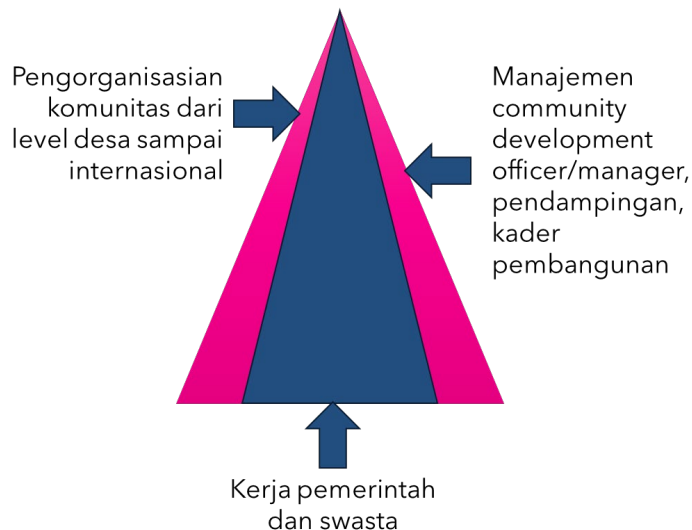 Pengorganisasian
komunitas dari
level desa sampai
internasional
Manajemen
community
development
officer/manager,
pendampingan,
kader
pembangunan
Kerja pemerintah
dan swasta